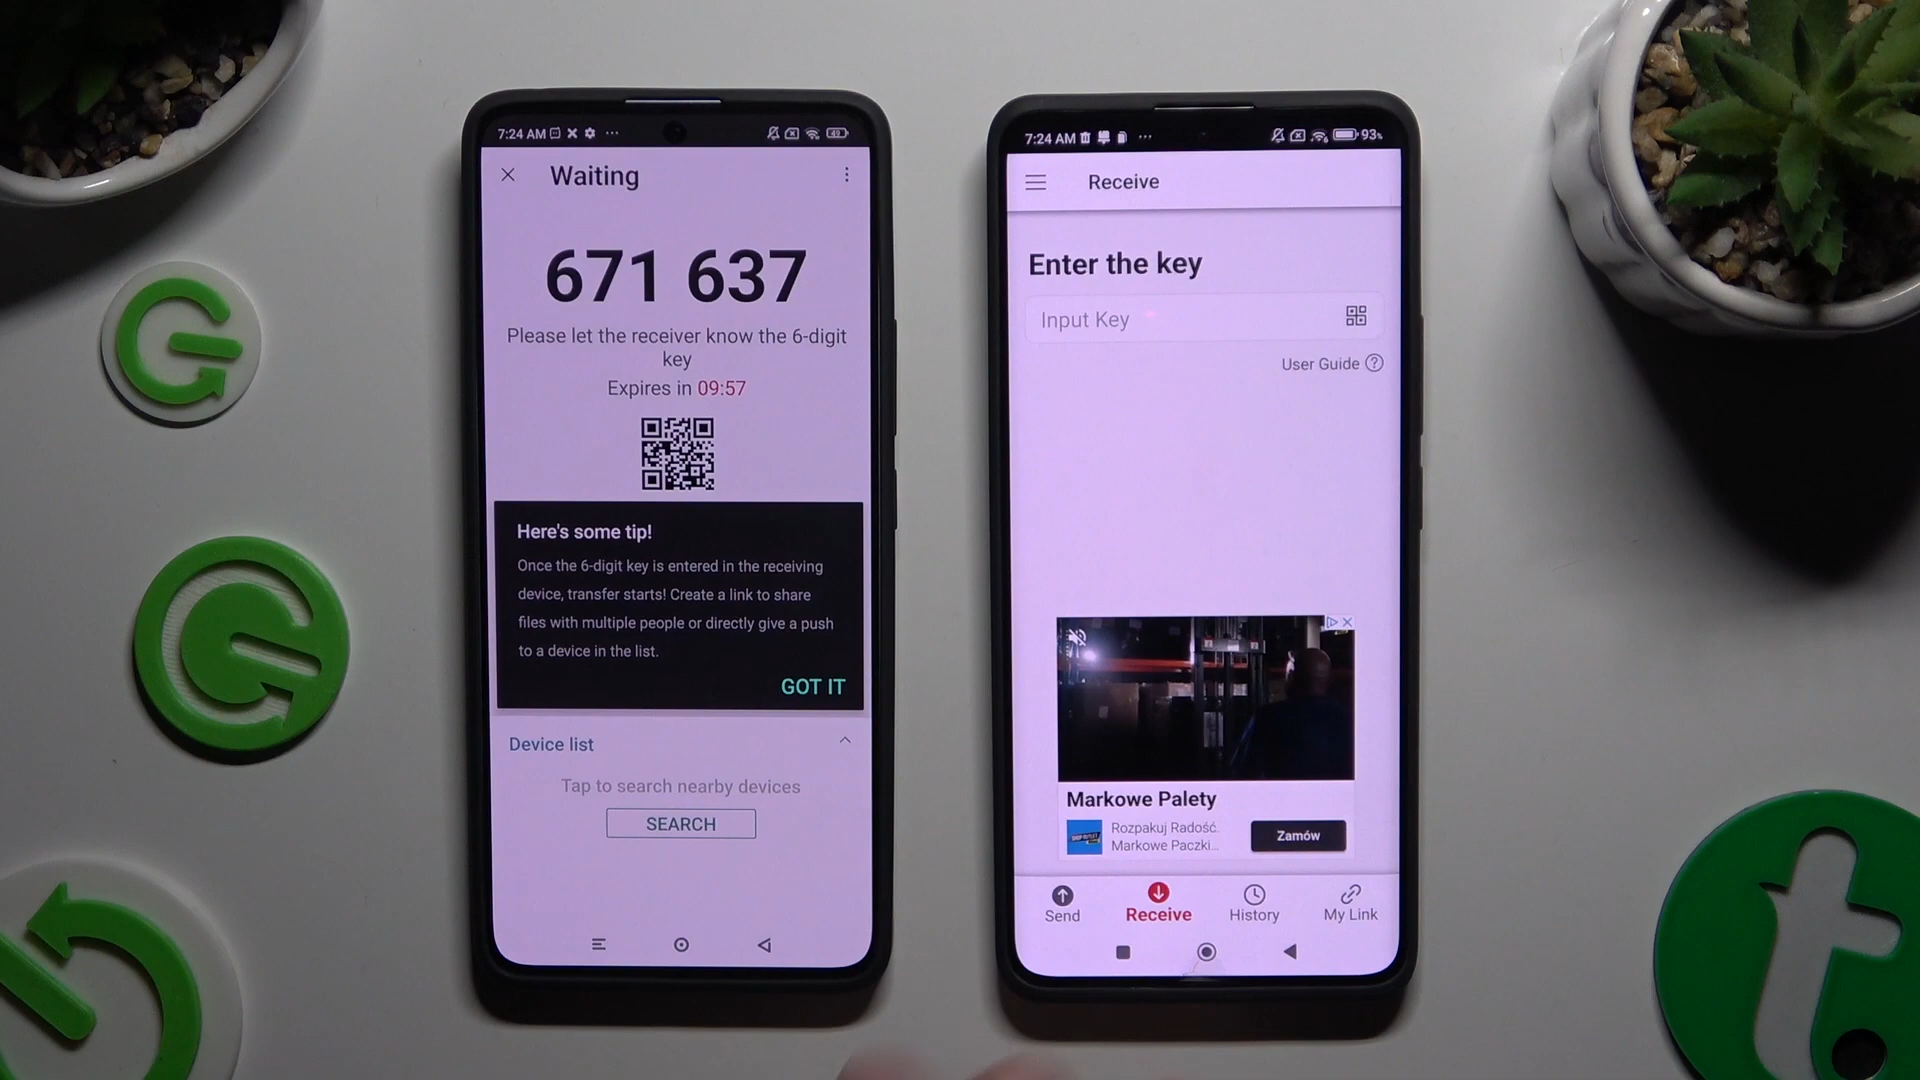 7:24 AM
49
Waiting
671 637
Please let the receiver know the 6-digit
key
Expires in 09:57
Here's some tip!
Once the 6-digit key is entered in the receiving
device, transfer starts! Create a link to share
files with multiple people or directly give a push
to a device in the list.
GOT IT
Device list
Tap to search nearby devices
SEARCH
7:24 AM
93%
Receive
Enter the key
Input Key
User Guide
Markowe Palety
Rozpakuj Radość.
Markowe Paczki...
Zamów
Send
Receive
History
My Link